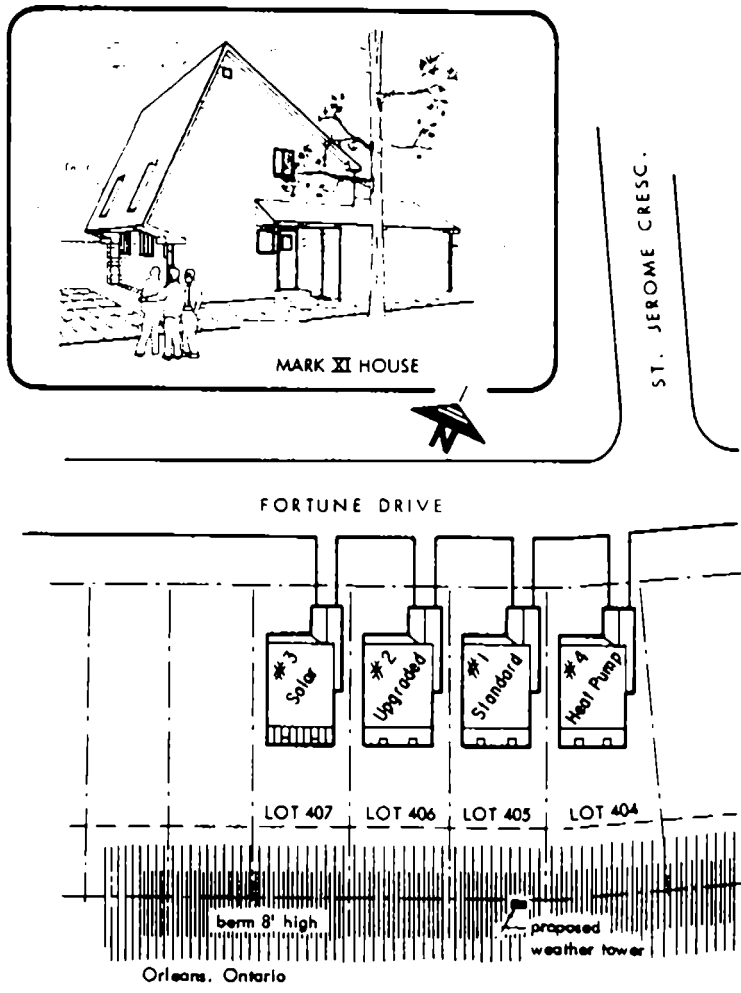 MARK XI HOUSE
ST. JEROME CRESC.
N
FORTUNE DRIVE
#3
Solar
#2
Upgraded
#1
Standard
#4
Heat Pump
LOT 407
LOT 406
LOT 405
LOT 404
berm 8' high
proposed
weather tower
Orleans, Ontario